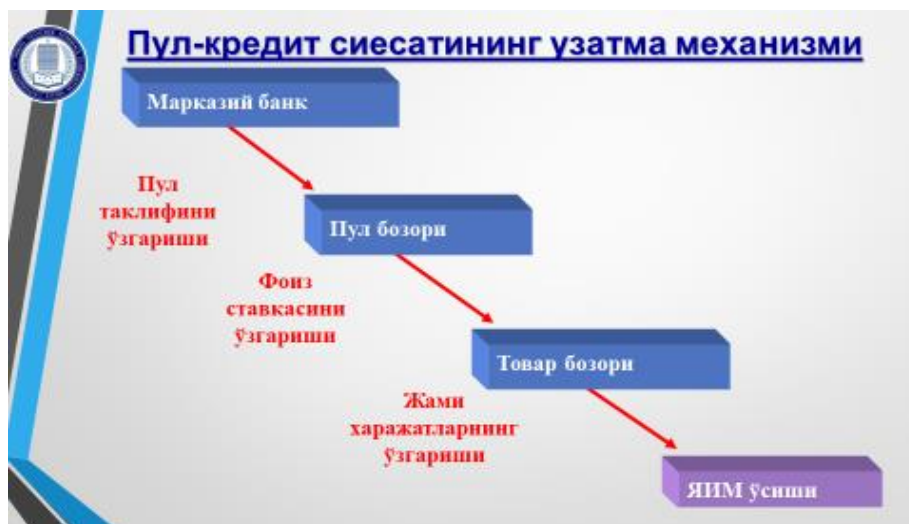 Пул-кредит сиесатининг узатма механизми
Марказий банк
Пул
таклифини
ўзгариши
Пул бозори
Фоиз
ставкасини
ўзгариши
Товар бозори
Жами
харажатларнинг
ўзгариши
ЯИМ ўсиши